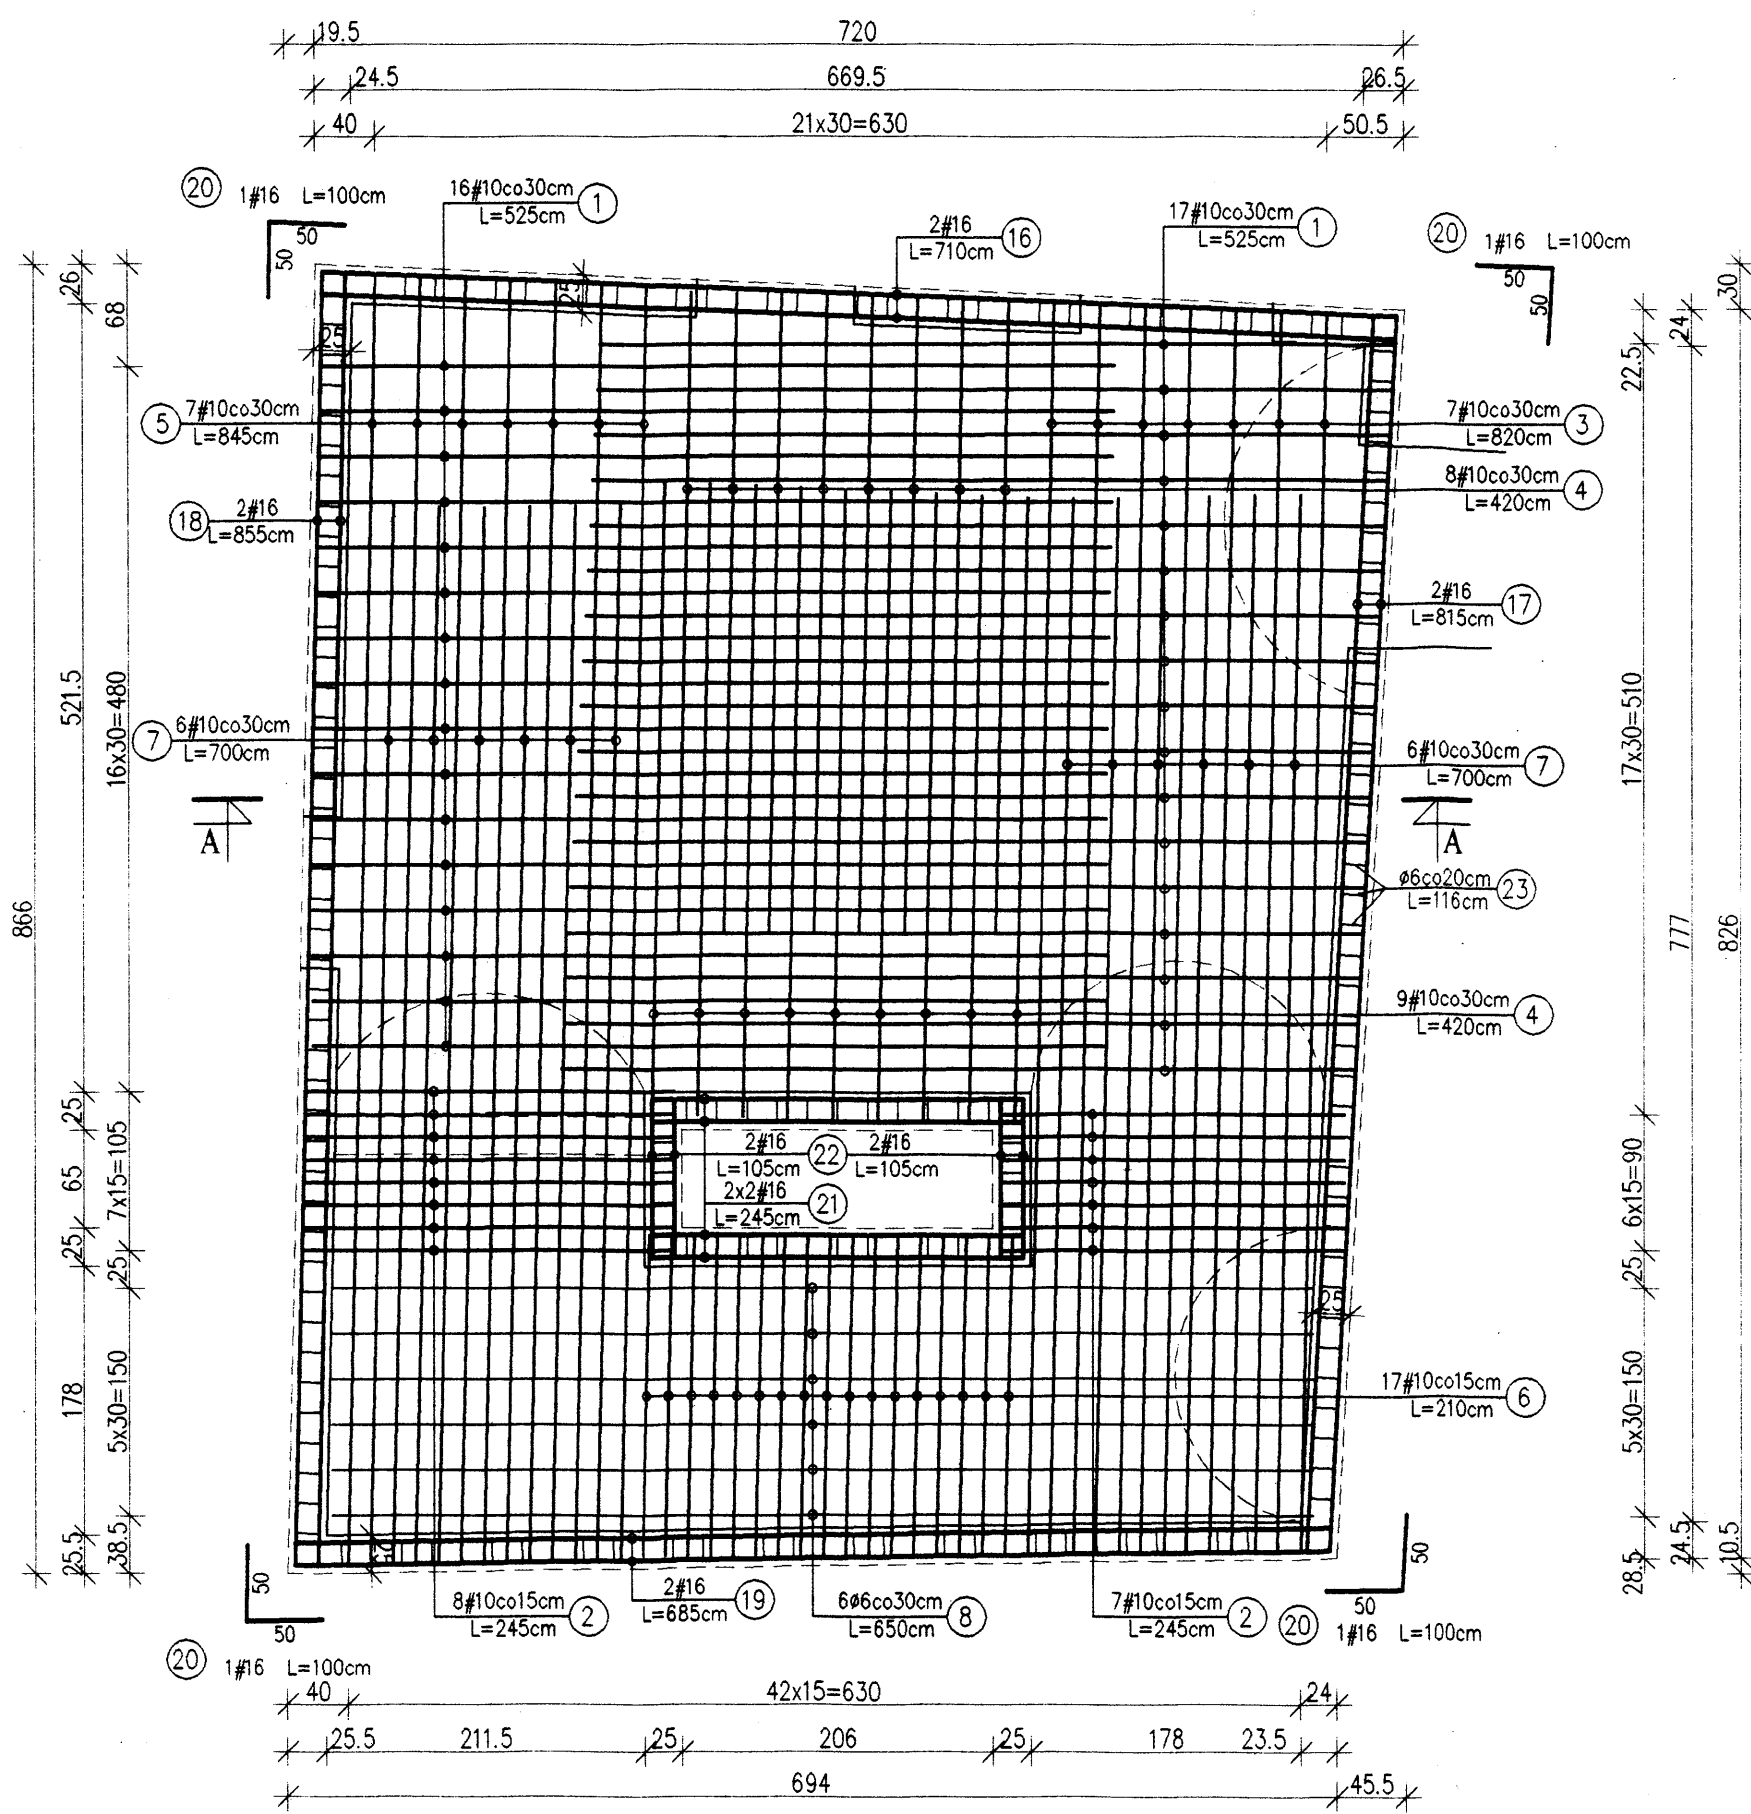 19.5 720
24.5 669.5 26.5
40 21x30=630 50.5
20 1#16 L=100cm
50
50
16#10co30cm
L=525cm 1
2#16
L=710cm 16
17#10co30cm
L=525cm 1
20 1#16 L=100cm
50
50
26
68
30
24
22.5
25
25
5 7#10co30cm
L=845cm
7#10co30cm
L=820cm 3
8#10co30cm
L=420cm 4
18 2#16
L=855cm
2#16
L=815cm 17
521.5
16x30=480
17x30=510
7 6#10co30cm
L=700cm
6#10co30cm
L=700cm 7
A
A
ø6co20cm
L=116cm 23
866
777
826
9#10co30cm
L=420cm 4
25
65
25
7x15=105
25
2#16 22 2#16
L=105cm L=105cm
2x2#16
L=245cm 21
6x15=90
25
25
178
5x30=150
5x30=150
17#10co15cm
L=210cm 6
25.5
38.5
28.5
24.5
10.5
50
50
20 1#16 L=100cm
8#10co15cm
L=245cm 2
2#16
L=685cm 19
6ø6co30cm
L=650cm 8
7#10co15cm
L=245cm 2
50
50
20 1#16 L=100cm
40 42x15=630 24
25.5 211.5 25 206 25 178 23.5
694 45.5